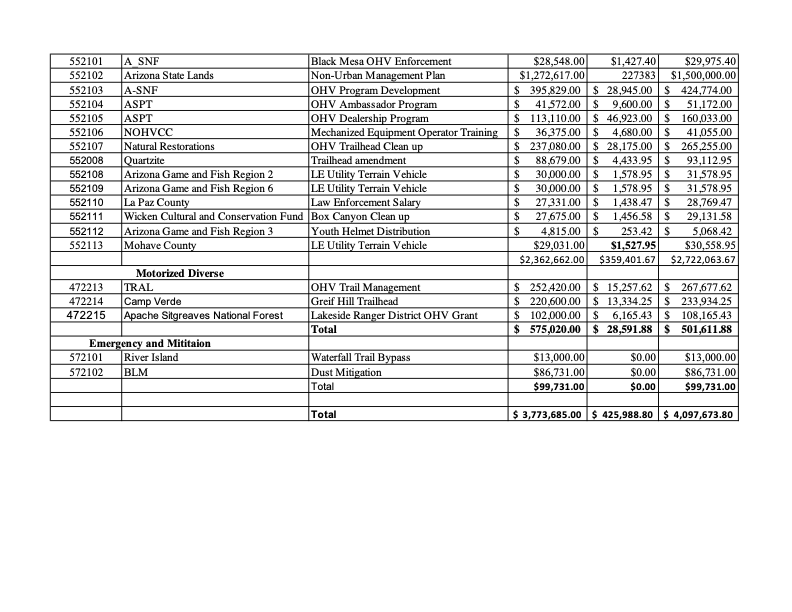 552101 A_SNF Black Mesa OHV Enforcement $28,548.00 $1,427.40 $29,975.40
552102 Arizona State Lands Non-Urban Management Plan $1,272,617.00 227383 $1,500,000.00
552103 A-SNF OHV Program Development $ 395,829.00 $ 28,945.00 $ 424,774.00
552104 ASPT OHV Ambassador Program $ 41,572.00 $ 9,600.00 $ 51,172.00
552105 ASPT OHV Dealership Program $ 113,110.00 $ 46,923.00 $ 160,033.00
552106 NOHVCC Mechanized Equipment Operator Training $ 36,375.00 $ 4,680.00 $ 41,055.00
552107 Natural Restorations OHV Trailhead Clean up $ 237,080.00 $ 28,175.00 $ 265,255.00
552008 Quartzite Trailhead amendment $ 88,679.00 $ 4,433.95 $ 93,112.95
552108 Arizona Game and Fish Region 2 LE Utility Terrain Vehicle $ 30,000.00 $ 1,578.95 $ 31,578.95
552109 Arizona Game and Fish Region 6 LE Utility Terrain Vehicle $ 30,000.00 $ 1,578.95 $ 31,578.95
552110 La Paz County Law Enforcement Salary $ 27,331.00 $ 1,438.47 $ 28,769.47
552111 Wicken Cultural and Conservation Fund Box Canyon Clean up $ 27,675.00 $ 1,456.58 $ 29,131.58
552112 Arizona Game and Fish Region 3 Youth Helmet Distribution $ 4,815.00 $ 253.42 $ 5,068.42
552113 Mohave County LE Utility Terrain Vehicle $29,031.00 $1,527.95 $30,558.95
$2,362,662.00 $359,401.67 $2,722,063.67
Motorized Diverse
472213 TRAL OHV Trail Management $ 252,420.00 $ 15,257.62 $ 267,677.62
472214 Camp Verde Greif Hill Trailhead $ 220,600.00 $ 13,334.25 $ 233,934.25
472215 Apache Sitgreaves National Forest Lakeside Ranger District OHV Grant $ 102,000.00 $ 6,165.43 $ 108,165.43
Total $ 575,020.00 $ 28,591.88 $ 501,611.88
Emergency and Mititaion
572101 River Island Waterfall Trail Bypass $13,000.00 $0.00 $13,000.00
572102 BLM Dust Mitigation $86,731.00 $0.00 $86,731.00
Total $99,731.00 $0.00 $99,731.00
Total $ 3,773,685.00 $ 425,988.80 $ 4,097,673.80